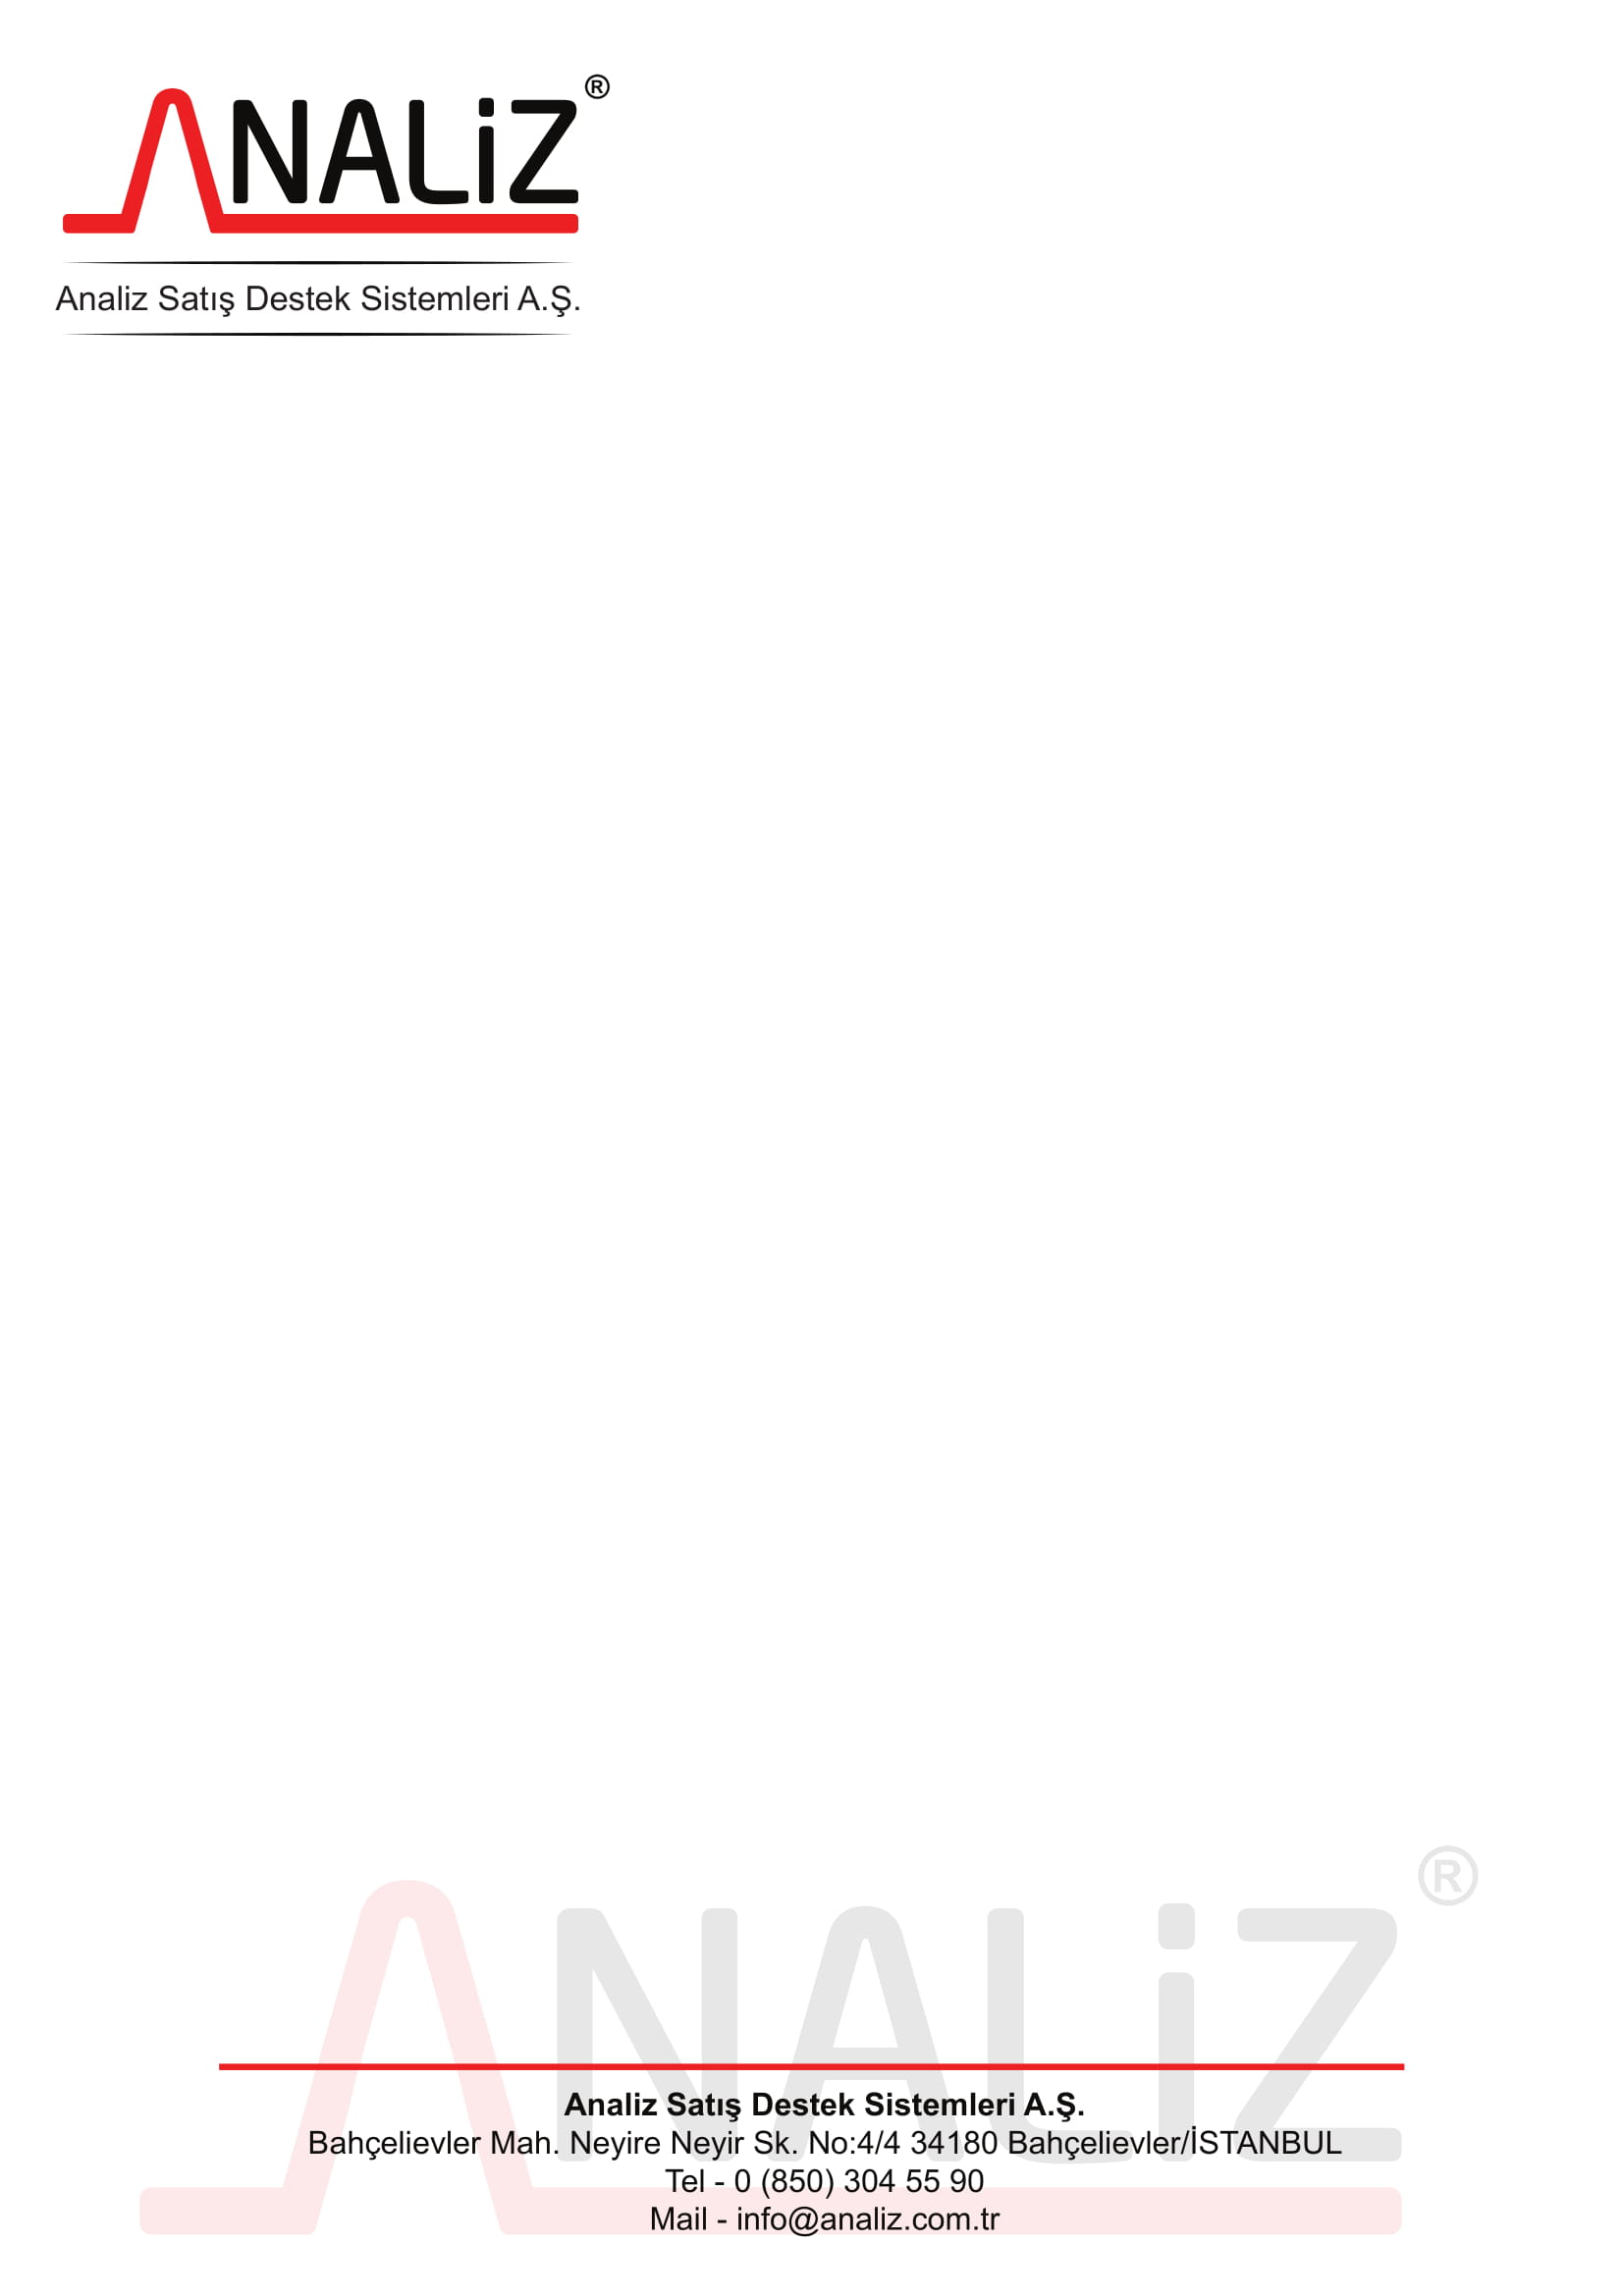 ANALiZ®
Analiz Satış Destek Sistemleri A.Ş.
ANALiZ®
Analiz Satış Destek Sistemleri A.Ş.
Bahçelievler Mah. Neyire Neyir Sk. No:4/4 34180 Bahçelievler/İSTANBUL
Tel - 0 (850) 304 55 90
Mail - info@analiz.com.tr